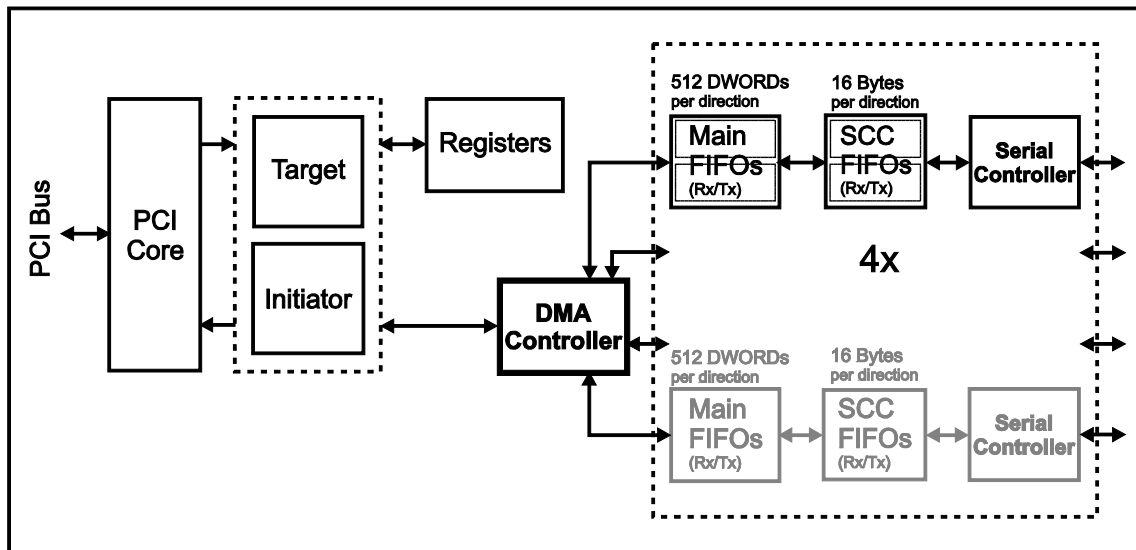 PCI Bus
PCI
Core
Target
Initiator
Registers
DMA
Controller
512 DWORDs
per direction
Main
FIFOs
(Rx/Tx)
16 Bytes
per direction
SCC
FIFOs
(Rx/Tx)
Serial
Controller
4x
512 DWORDs
per direction
Main
FIFOs
(Rx/Tx)
16 Bytes
per direction
SCC
FIFOs
(Rx/Tx)
Serial
Controller